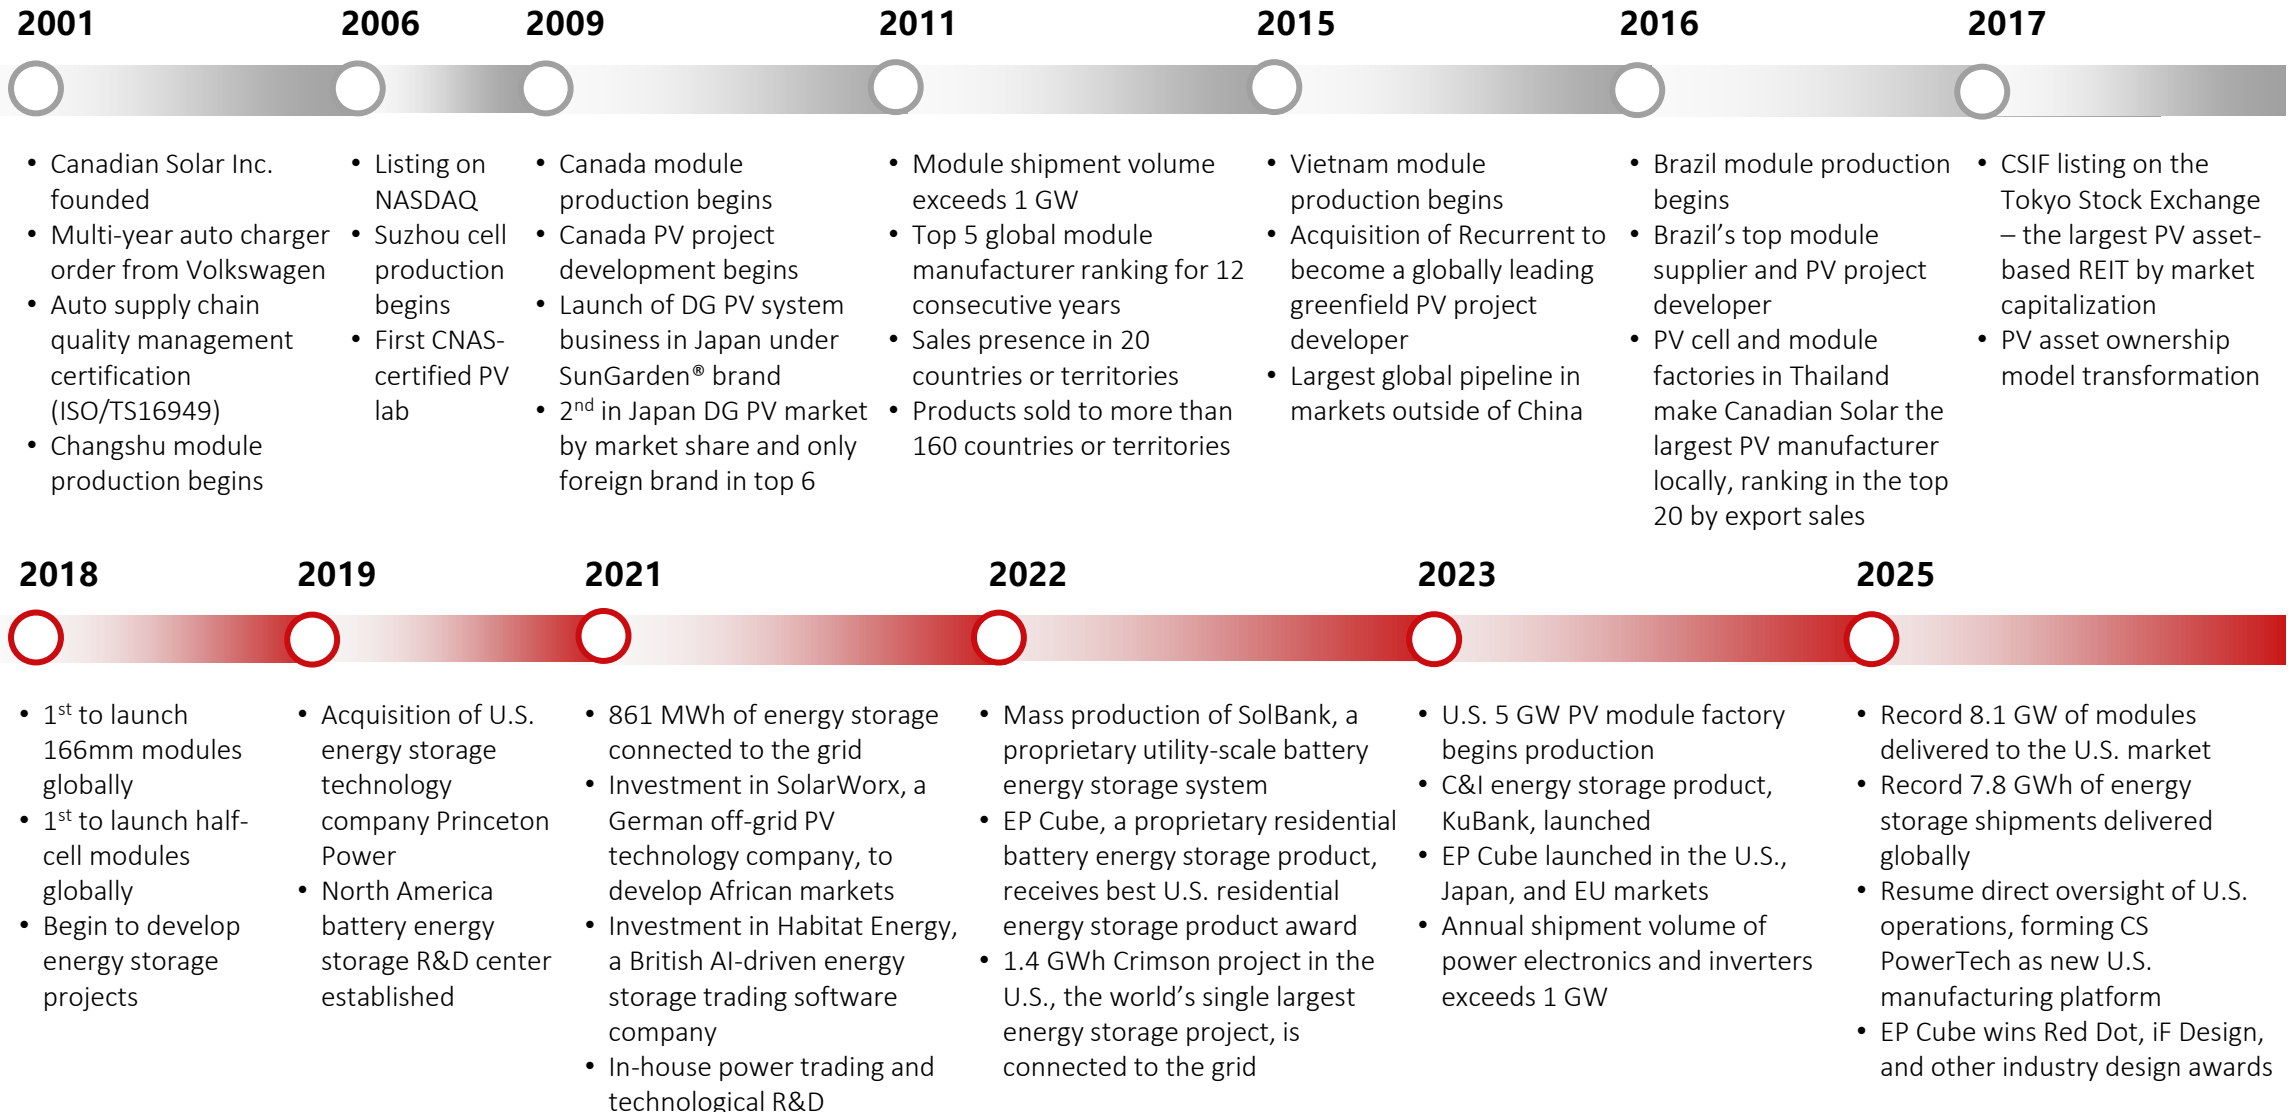 2001
• Canadian Solar Inc.
founded
• Multi-year auto charger
order from Volkswagen
• Auto supply chain
quality management
certification
(ISO/TS16949)
• Changshu module
production begins
2006
• Listing on
NASDAQ
• Suzhou cell
production
begins
• First CNAS-
certified PV
lab
2009
• Canada module
production begins
• Canada PV project
development begins
• Launch of DG PV system
business in Japan under
SunGarden® brand
• 2nd in Japan DG PV market
by market share and only
foreign brand in top 6
2011
• Module shipment volume
exceeds 1 GW
• Top 5 global module
manufacturer ranking for 12
consecutive years
• Sales presence in 20
countries or territories
• Products sold to more than
160 countries or territories
2015
• Vietnam module
production begins
• Acquisition of Recurrent to
become a globally leading
greenfield PV project
developer
• Largest global pipeline in
markets outside of China
2016
• Brazil module production
begins
• Brazil’s top module
supplier and PV project
developer
• PV cell and module
factories in Thailand
make Canadian Solar the
largest PV manufacturer
locally, ranking in the top
20 by export sales
2017
• CSIF listing on the
Tokyo Stock Exchange
– the largest PV asset-
based REIT by market
capitalization
• PV asset ownership
model transformation
2018
• 1st to launch
166mm modules
globally
• 1st to launch half-
cell modules
globally
• Begin to develop
energy storage
projects
2019
• Acquisition of U.S.
energy storage
technology
company Princeton
Power
• North America
battery energy
storage R&D center
established
2021
• 861 MWh of energy storage
connected to the grid
• Investment in SolarWorx, a
German off-grid PV
technology company, to
develop African markets
• Investment in Habitat Energy,
a British AI-driven energy
storage trading software
company
• In-house power trading and
technological R&D
2022
• Mass production of SolBank, a
proprietary utility-scale battery
energy storage system
• EP Cube, a proprietary residential
battery energy storage product,
receives best U.S. residential
energy storage product award
• 1.4 GWh Crimson project in the
U.S., the world’s single largest
energy storage project, is
connected to the grid
2023
• U.S. 5 GW PV module factory
begins production
• C&I energy storage product,
KuBank, launched
• EP Cube launched in the U.S.,
Japan, and EU markets
• Annual shipment volume of
power electronics and inverters
exceeds 1 GW
2025
• Record 8.1 GW of modules
delivered to the U.S. market
• Record 7.8 GWh of energy
storage shipments delivered
globally
• Resume direct oversight of U.S.
operations, forming CS
PowerTech as new U.S.
manufacturing platform
• EP Cube wins Red Dot, iF Design,
and other industry design awards